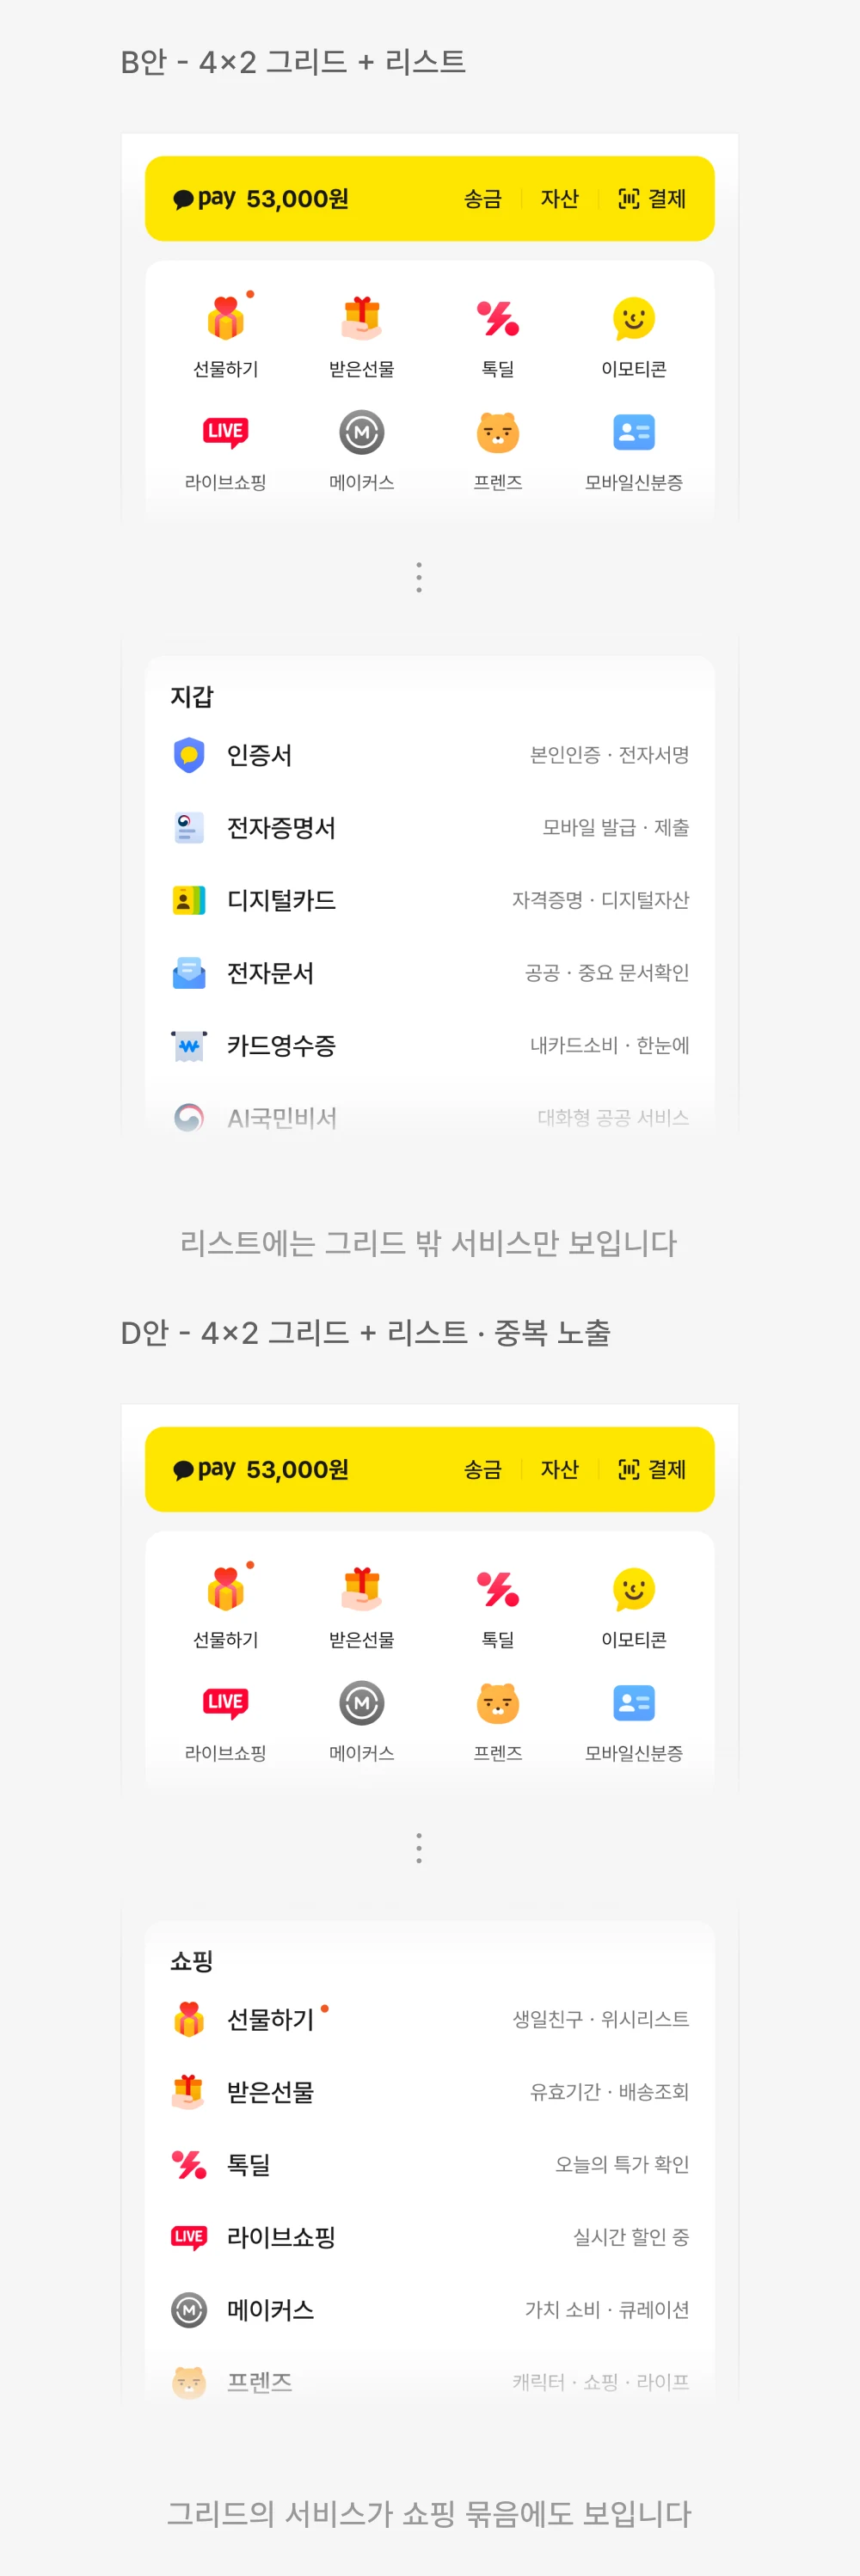 B안 - 4×2 그리드 + 리스트
pay 53,000원 송금 자산 결제
선물하기 받은선물 톡딜 이모티콘
LIVE M
라이브쇼핑 메이커스 프렌즈 모바일신분증
지갑
인증서 본인인증 · 전자서명
전자증명서 모바일 발급 · 제출
디지털카드 자격증명 · 디지털자산
전자문서 공공 · 중요 문서확인
카드영수증 내카드소비 · 한눈에
AI국민비서 대화형 공공 서비스
리스트에는 그리드 밖 서비스만 보입니다
D안 - 4×2 그리드 + 리스트 · 중복 노출
pay 53,000원 송금 자산 결제
선물하기 받은선물 톡딜 이모티콘
LIVE M
라이브쇼핑 메이커스 프렌즈 모바일신분증
쇼핑
선물하기 생일친구 · 위시리스트
받은선물 유효기간 · 배송조회
톡딜 오늘의 특가 확인
LIVE 라이브쇼핑 실시간 할인 중
M 메이커스 가치 소비 · 큐레이션
프렌즈 캐릭터 · 쇼핑 · 라이프
그리드의 서비스가 쇼핑 묶음에도 보입니다